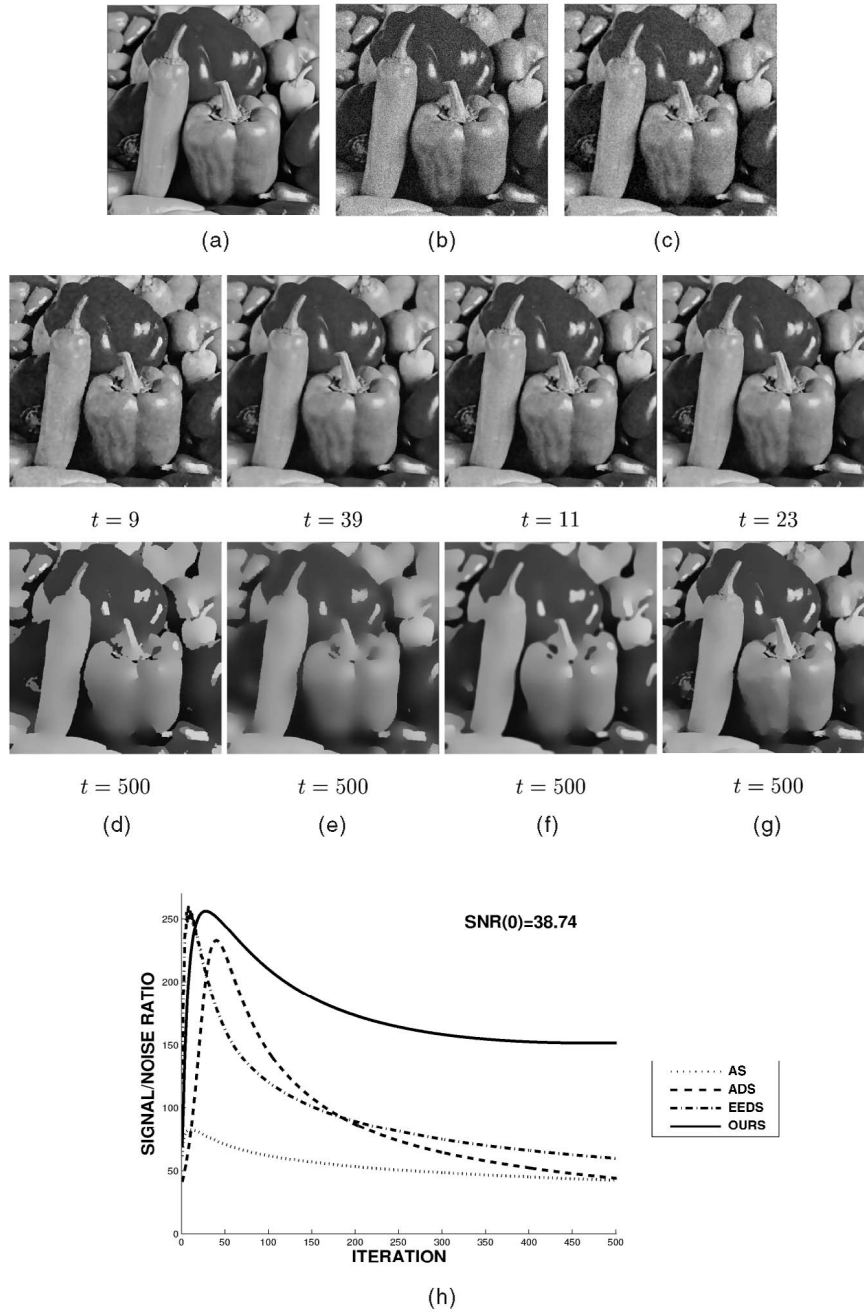 (a) (b) (c)
t = 9 t = 39 t = 11 t = 23
t = 500 t = 500 t = 500 t = 500
(d) (e) (f) (g)
SNR(0)=38.74
SIGNAL/NOISE RATIO
250
200
150
100
50
0
0 50 100 150 200 250 300 350 400 450 500
ITERATION
AS
ADS
EEDS
OURS
(h)